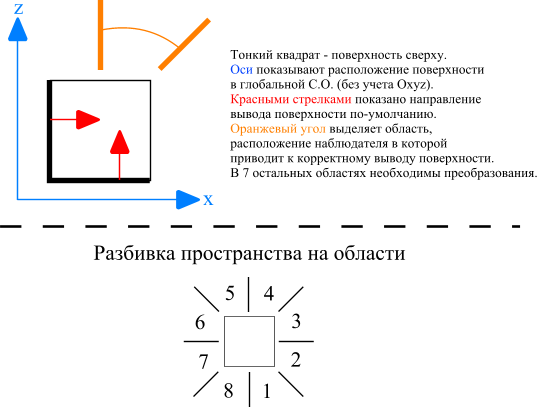 z
Тонкий квадрат - поверхность сверху.
Оси показывают расположение поверхности
в глобальной С.О. (без учета Oxyz).
Красными стрелками показано направление
вывода поверхности по-умолчанию.
Оранжевый угол выделяет область,
расположение наблюдателя в которой
приводит к корректному выводу поверхности.
В 7 остальных областях необходимы преобразования.
x
Разбивка пространства на области
5 4
6 3
7 2
8 1